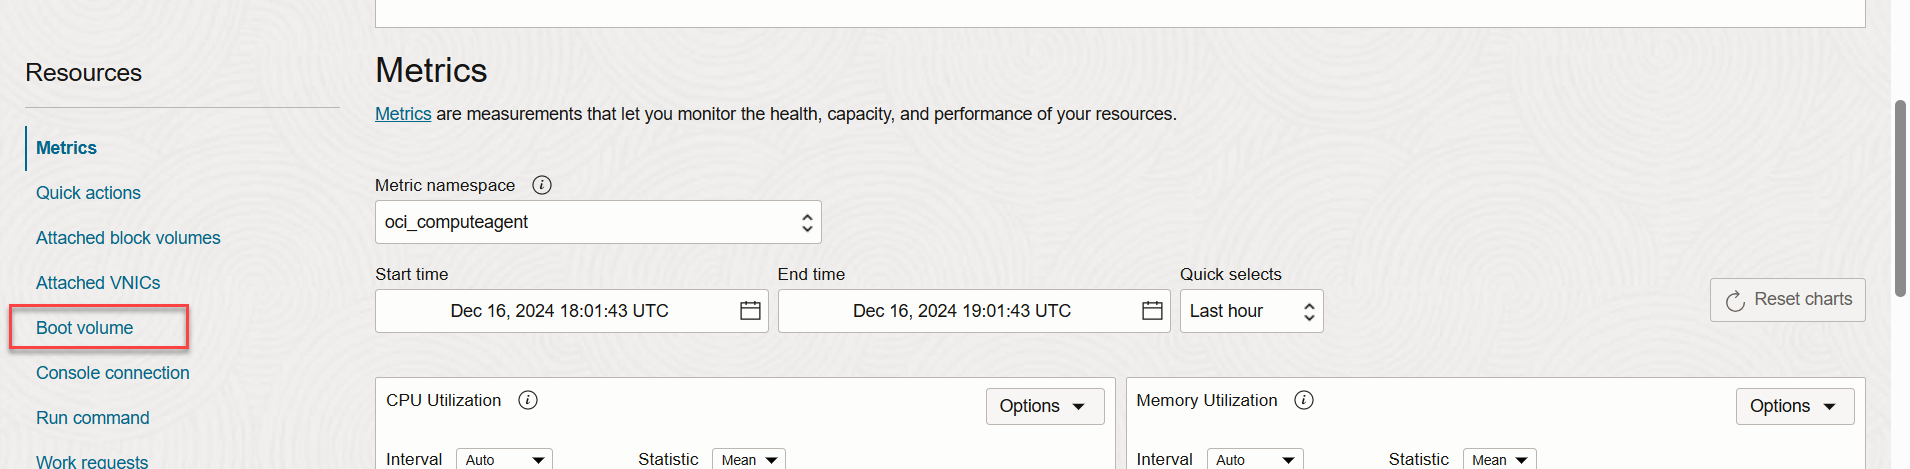 Resources
Metrics
Quick actions
Attached block volumes
Attached VNICs
Boot volume
Console connection
Run command
Work requests
Metrics
Metrics are measurements that let you monitor the health, capacity, and performance of your resources.
Metric namespace
oci_computeagent
Start time
Dec 16, 2024 18:01:43 UTC
End time
Dec 16, 2024 19:01:43 UTC
Quick selects
Last hour
Reset charts
CPU Utilization
Options
Interval Auto Statistic Mean
Memory Utilization
Options
Interval Auto Statistic Mean